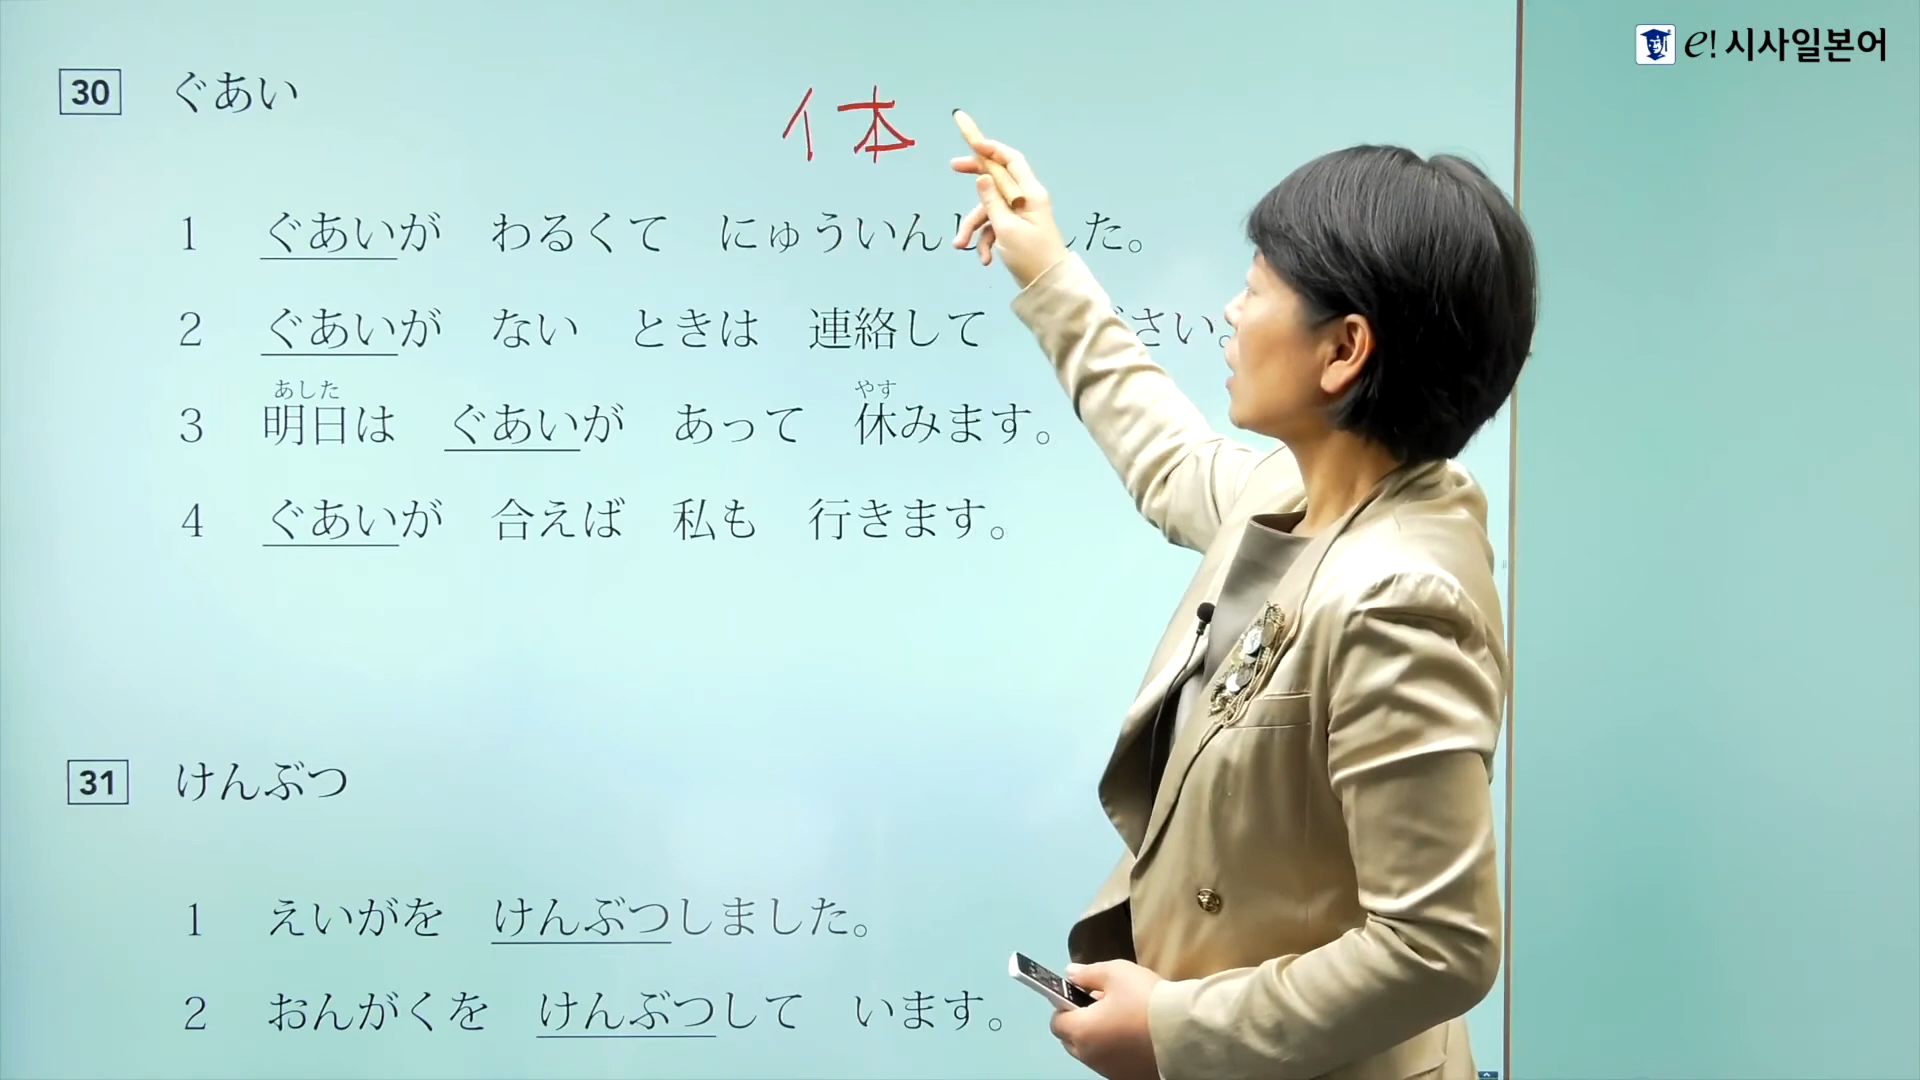 e! 시사일본어
30 ぐあい
体
1 ぐあいが わるくて にゅういんし した。
2 ぐあいが ない ときは 連絡して ださい。
あした やす
3 明日は ぐあいが あって 休みます。
4 ぐあいが 合えば 私も 行きます。
31 けんぶつ
1 えいがを けんぶつしました。
2 おんがくを けんぶつして います。